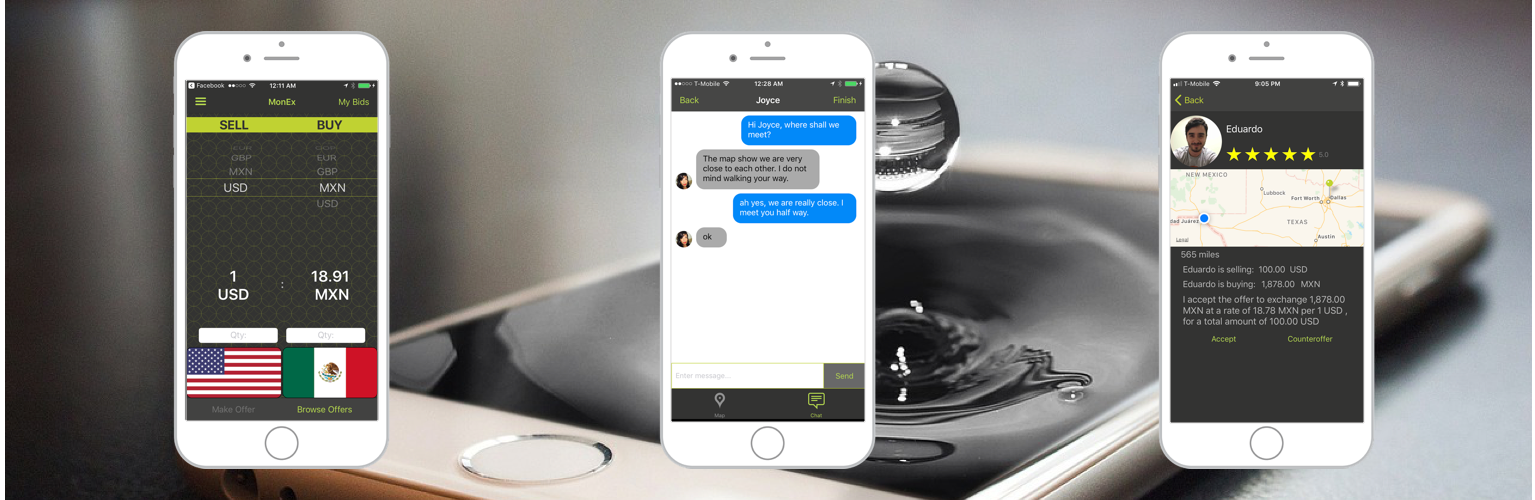 Facebook 12:11 AM
MonEx My Bids
SELL BUY
GBP EUR
MXN GBP
USD MXN
USD
1 : 18.91
USD MXN
Qty: Qty:
Make Offer Browse Offers
T-Mobile 12:28 AM
Back Joyce Finish
Hi Joyce, where shall we
meet?
The map show we are very
close to each other. I do not
mind walking your way.
ah yes, we are really close. I
meet you half way.
ok
Enter message... Send
Map Chat
T-Mobile 9:05 PM
Back
Eduardo
5.0
NEW MEXICO
Lubbock
Fort Worth Dallas
dad Juárez
TEXAS
Austin
Legal
565 miles
Eduardo is selling: 100.00 USD
Eduardo is buying: 1,878.00 MXN
I accept the offer to exchange 1,878.00
MXN at a rate of 18.78 MXN per 1 USD ,
for a total amount of 100.00 USD
Accept Counteroffer